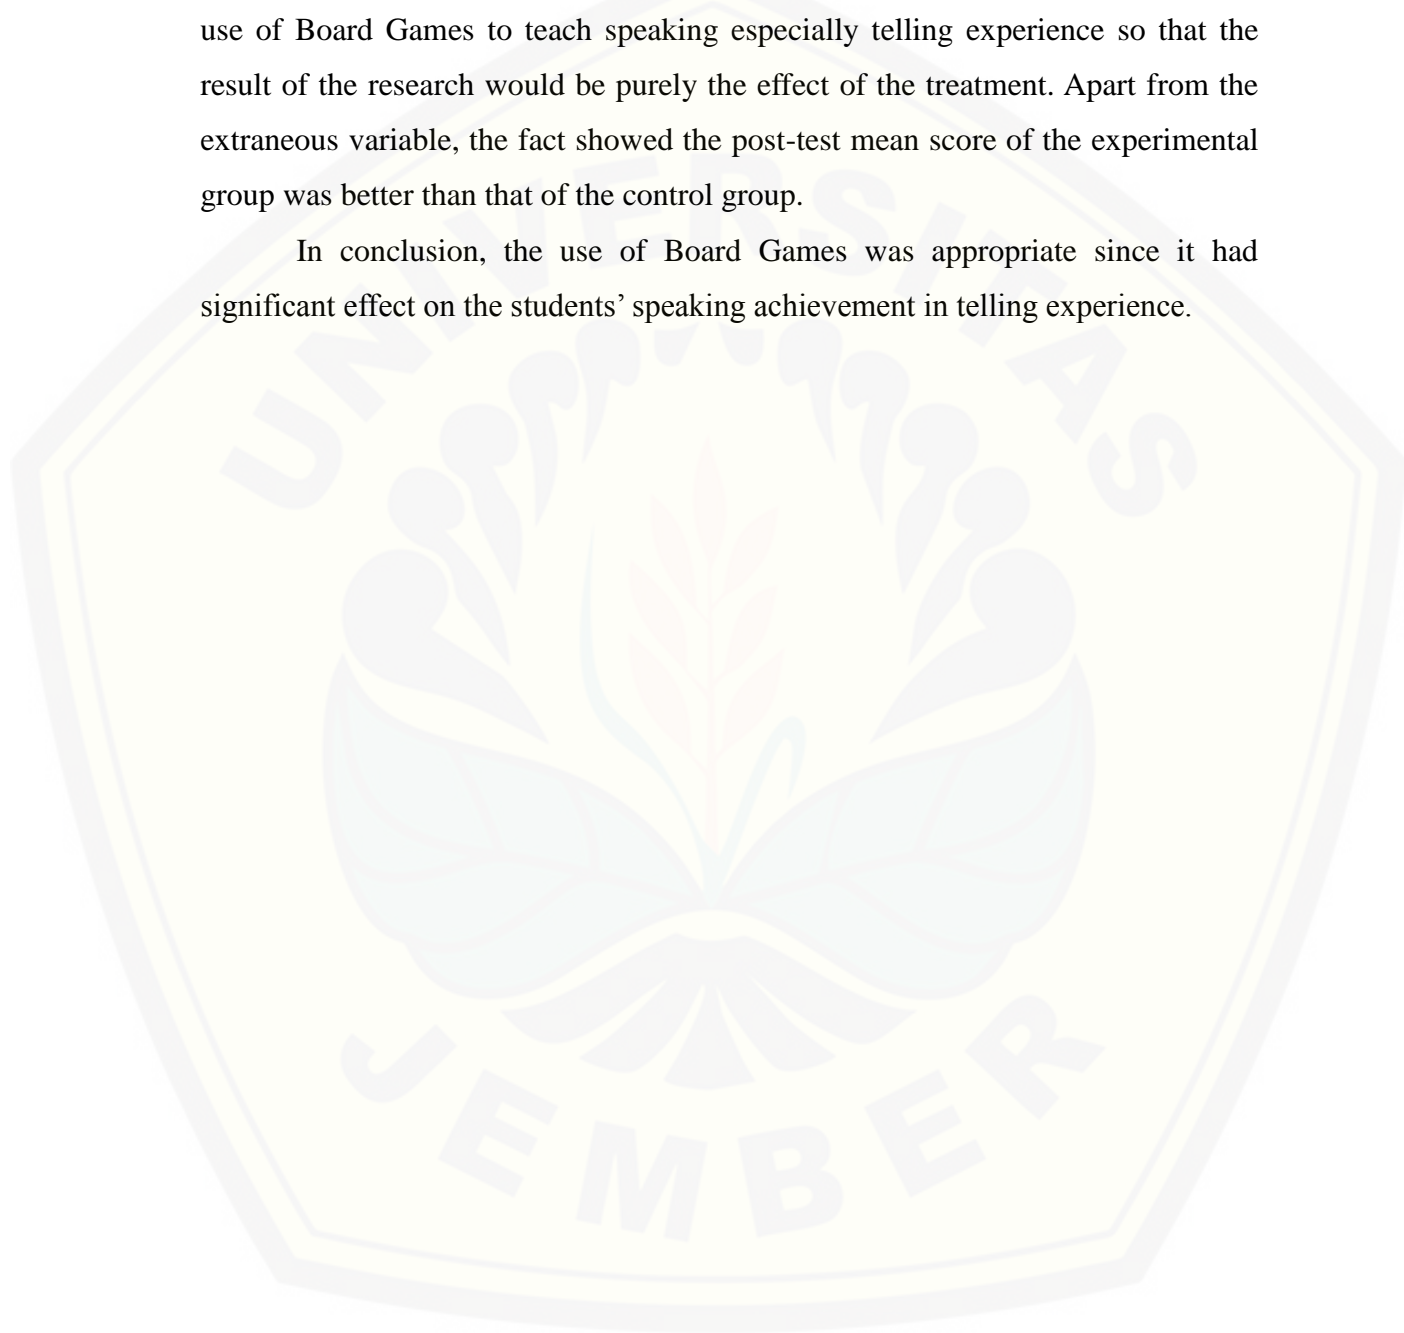 use of Board Games to teach speaking especially telling experience so that the
result of the research would be purely the effect of the treatment. Apart from the
extraneous variable, the fact showed the post-test mean score of the experimental
group was better than that of the control group.
In conclusion, the use of Board Games was appropriate since it had
significant effect on the students’ speaking achievement in telling experience.
UNIVERSITAS
JEMBER